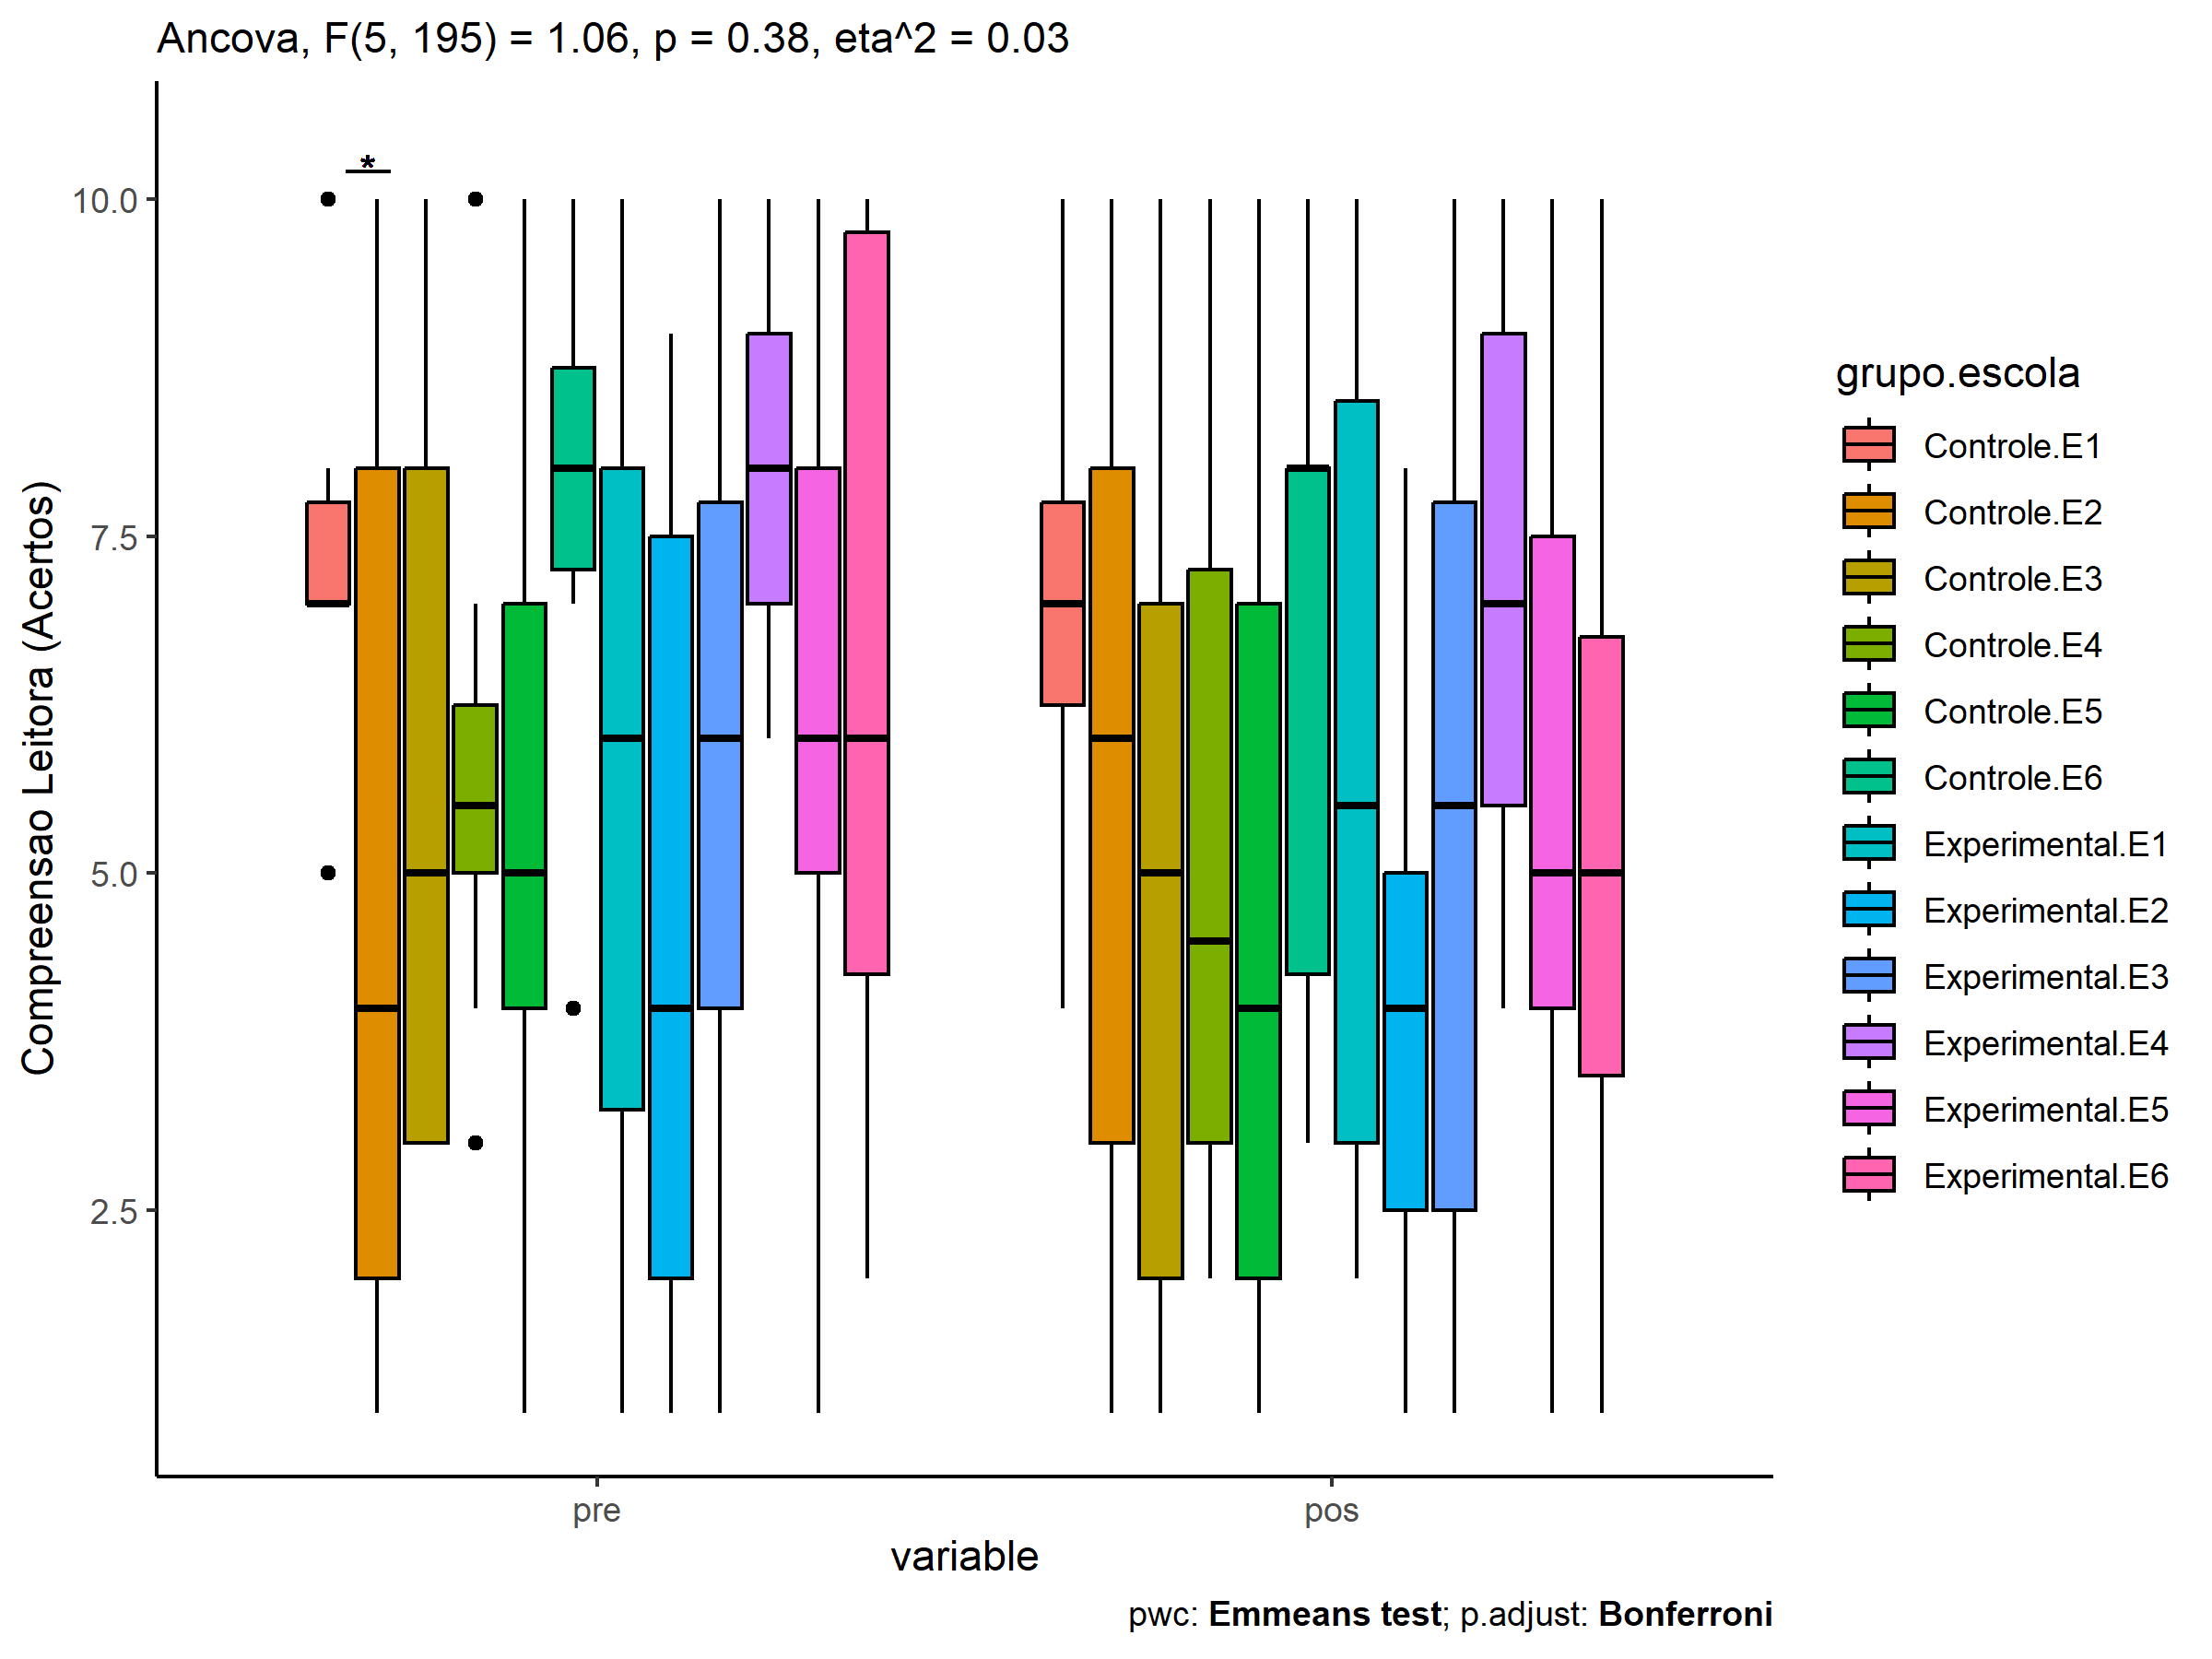 Ancova, F(5, 195) = 1.06, p = 0.38, eta^2 = 0.03
*
10.0
7.5
5.0
2.5
Compreensao Leitora (Acertos)
pre
pos
variable
pwc: Emmeans test; p.adjust: Bonferroni
grupo.escola
Controle.E1
Controle.E2
Controle.E3
Controle.E4
Controle.E5
Controle.E6
Experimental.E1
Experimental.E2
Experimental.E3
Experimental.E4
Experimental.E5
Experimental.E6